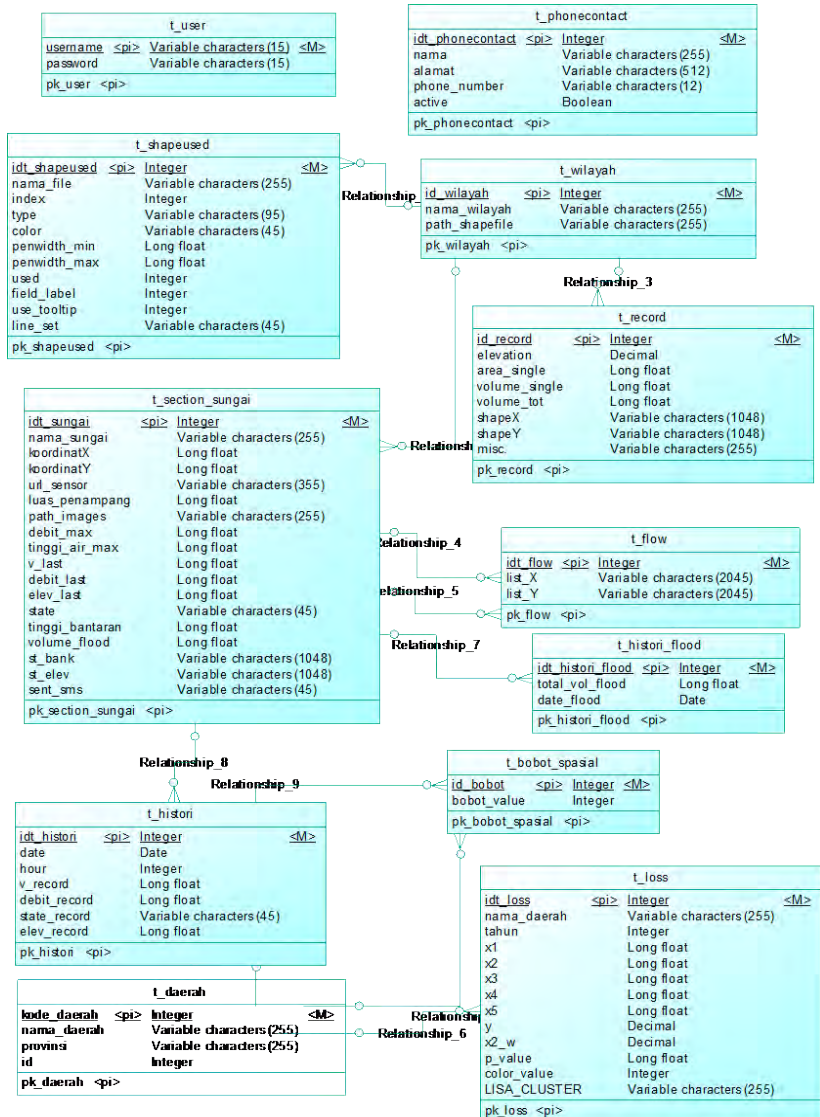 t_user
username <pi> Variable characters (15) <M>
password Variable characters (15)
pk_user <pi>
t_phonecontact
idt_phonecontact <pi> Integer <M>
nama Variable characters (255)
alamat Variable characters (512)
phone_number Variable characters (12)
active Boolean
pk_phonecontact <pi>
t_shapeused
idt_shapeused <pi> Integer <M>
nama_file Variable characters (255)
index Integer
type Variable characters (95)
color Variable characters (45)
penwidth_min Long float
penwidth_max Long float
used Integer
field_label Integer
use_tooltip Integer
line_set Variable characters (45)
pk_shapeused <pi>
Relationship_
t_wilayah
id_wilayah <pi> Integer <M>
nama_wilayah Variable characters (255)
path_shapefile Variable characters (255)
pk_wilayah <pi>
Relationship_3
t_record
id_record <pi> Integer <M>
elevation Decimal
area_single Long float
volume_single Long float
volume_tot Long float
shapeX Variable characters (1048)
shapeY Variable characters (1048)
misc. Variable characters (255)
pk_record <pi>
t_section_sungai
idt_sungai <pi> Integer <M>
nama_sungai Variable characters (255)
koordinatX Long float
koordinatY Long float
url_sensor Variable characters (355)
luas_penampang Long float
path_images Variable characters (255)
debit_max Long float
tinggi_air_max Long float
v_last Long float
debit_last Long float
elev_last Long float
state Variable characters (45)
tinggi_bantaran Long float
volume_flood Long float
st_bank Variable characters (1048)
st_elev Variable characters (1048)
sent_sms Variable characters (45)
pk_section_sungai <pi>
Relationship
Relationship_4
Relationship_5
t_flow
idt_flow <pi> Integer <M>
list_X Variable characters (2045)
list_Y Variable characters (2045)
pk_flow <pi>
Relationship_7
t_histori_flood
idt_histori_flood <pi> Integer <M>
total_vol_flood Long float
date_flood Date
pk_histori_flood <pi>
Relationship_8
Relationship_9
t_bobot_spasial
id_bobot <pi> Integer <M>
bobot_value Integer
pk_bobot_spasial <pi>
t_histori
idt_histori <pi> Integer <M>
date Date
hour Integer
v_record Long float
debit_record Long float
state_record Variable characters (45)
elev_record Long float
pk_histori <pi>
t_loss
idt_loss <pi> Integer <M>
nama_daerah Variable characters (255)
tahun Integer
x1 Long float
x2 Long float
x3 Long float
x4 Long float
x5 Long float
y Decimal
x2_w Decimal
p_value Long float
color_value Integer
LISA_CLUSTER Variable characters (255)
pk_loss <pi>
t_daerah
kode_daerah <pi> Integer <M>
nama_daerah Variable characters (255)
provinsi Variable characters (255)
id Integer
pk_daerah <pi>
Relationship
Relationship_6